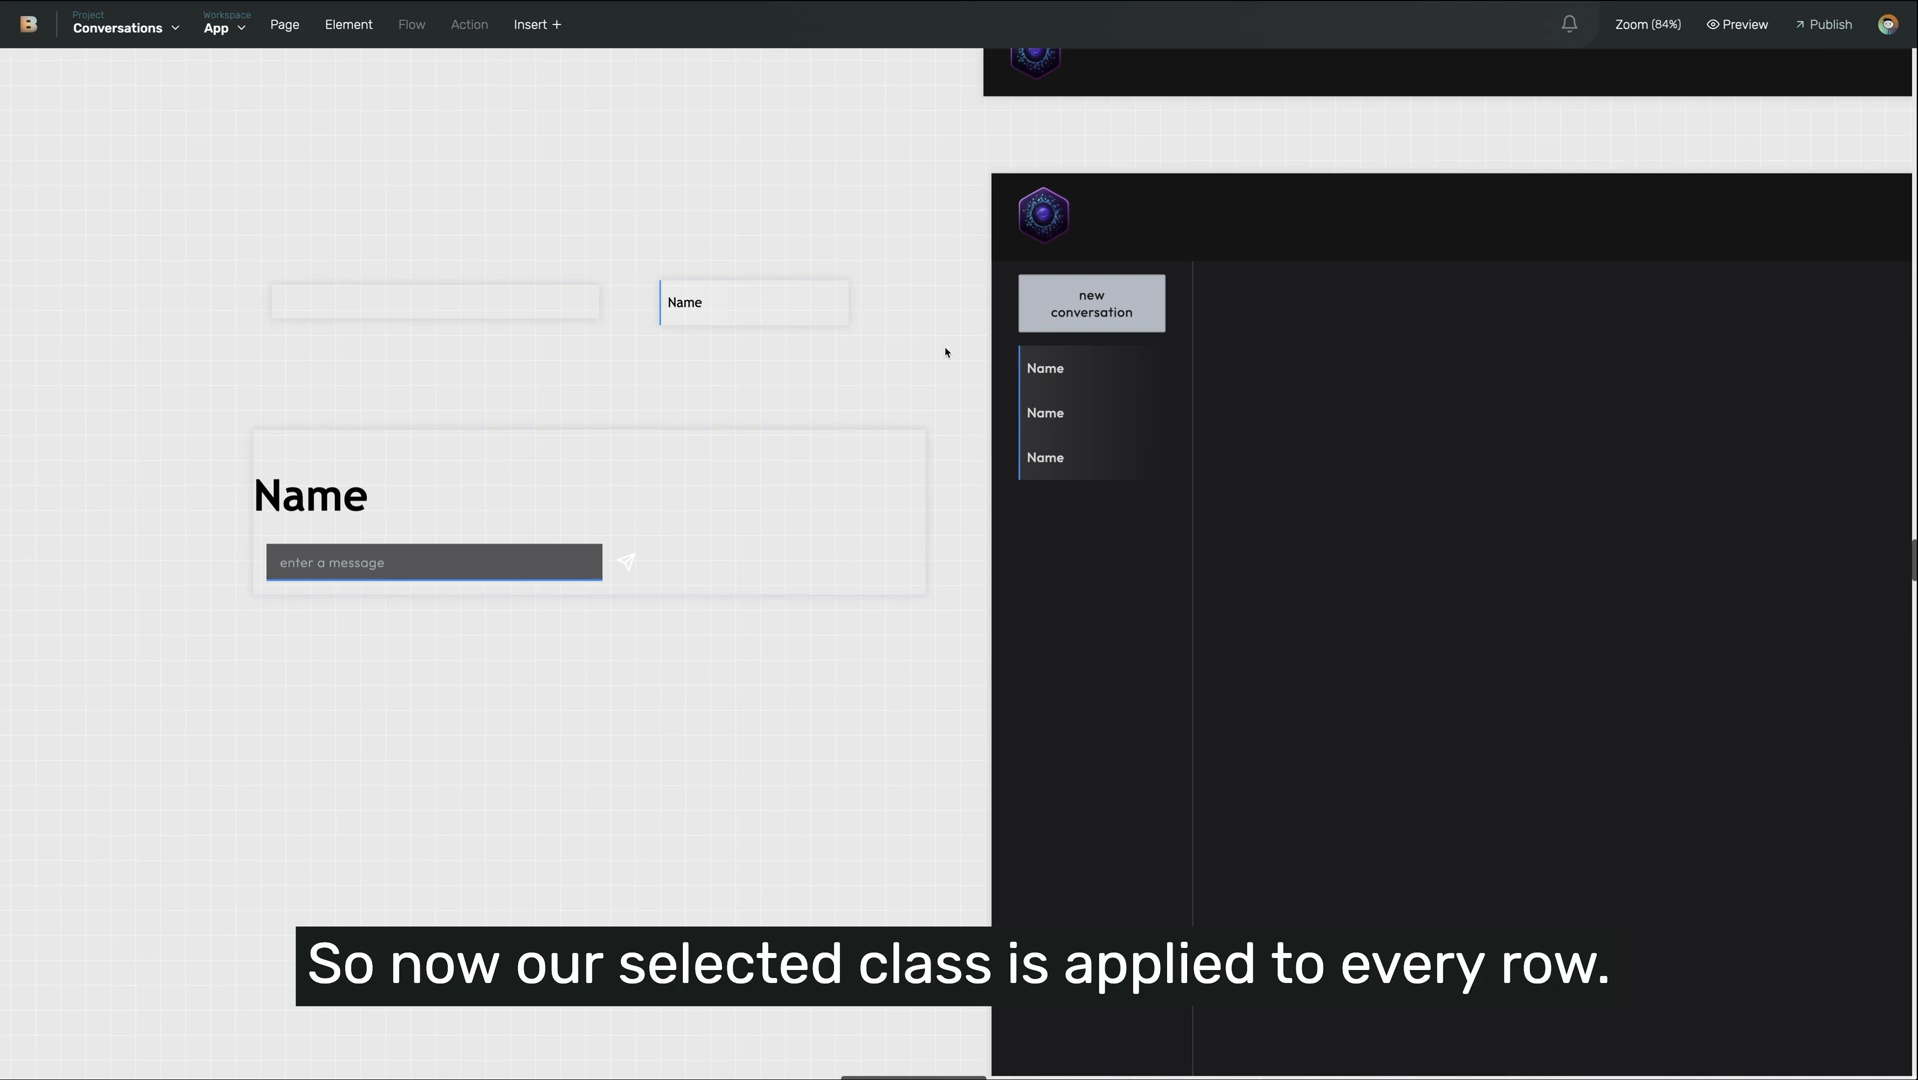 B
Project
Conversations
Workspace
App
Page
Element
Flow
Action
Insert +
Zoom (84%)
Preview
Publish
Name
new
conversation
Name
Name
Name
Name
enter a message
So now our selected class is applied to every row.